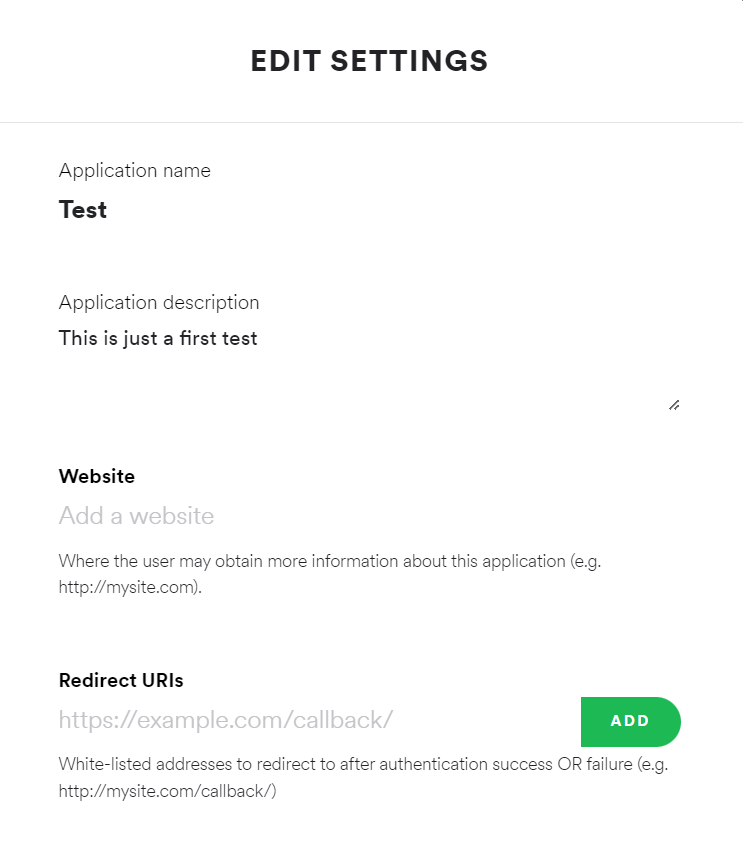 EDIT SETTINGS
Application name
Test
Application description
This is just a first test
Website
Add a website
Where the user may obtain more information about this application (e.g.
http://mysite.com).
Redirect URIs
https://example.com/callback/
ADD
White-listed addresses to redirect to after authentication success OR failure (e.g.
http://mysite.com/callback/)